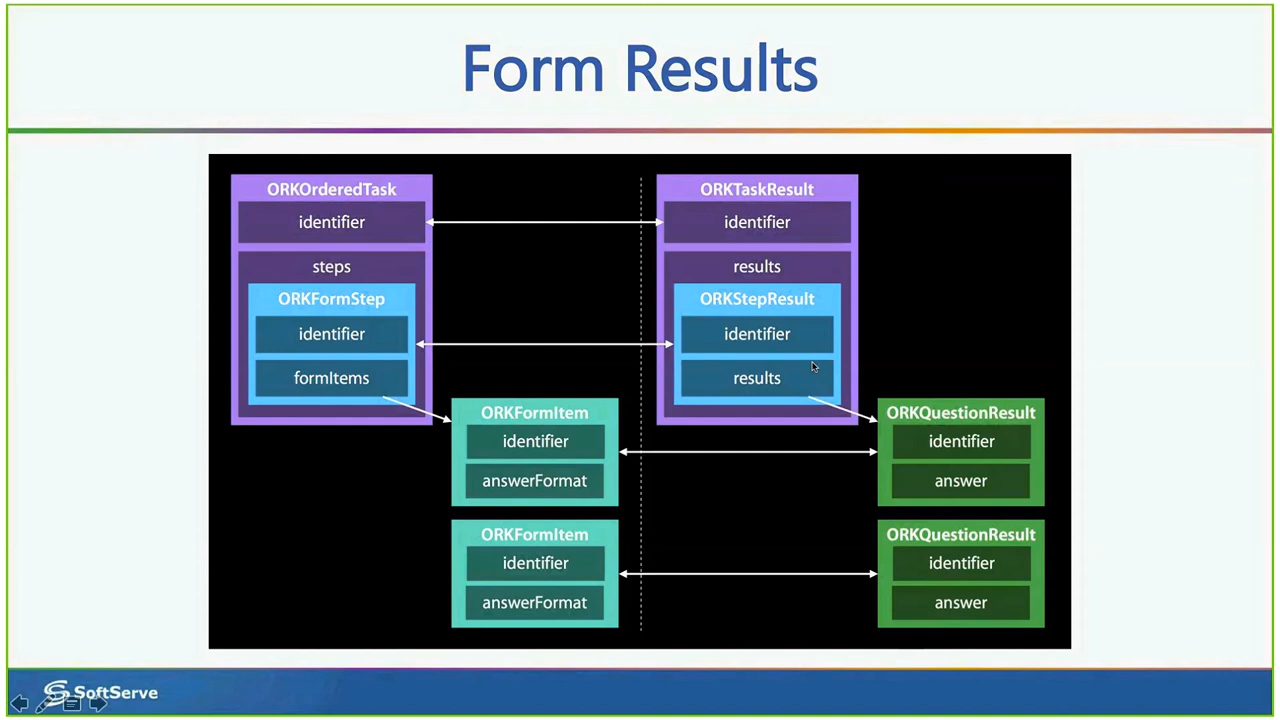 Form Results
ORKOrderedTask
identifier
steps
ORKFormStep
identifier
formItems
ORKFormItem
identifier
answerFormat
ORKFormItem
identifier
answerFormat
ORKTaskResult
identifier
results
ORKStepResult
identifier
results
ORKQuestionResult
identifier
answer
ORKQuestionResult
identifier
answer
SoftServe